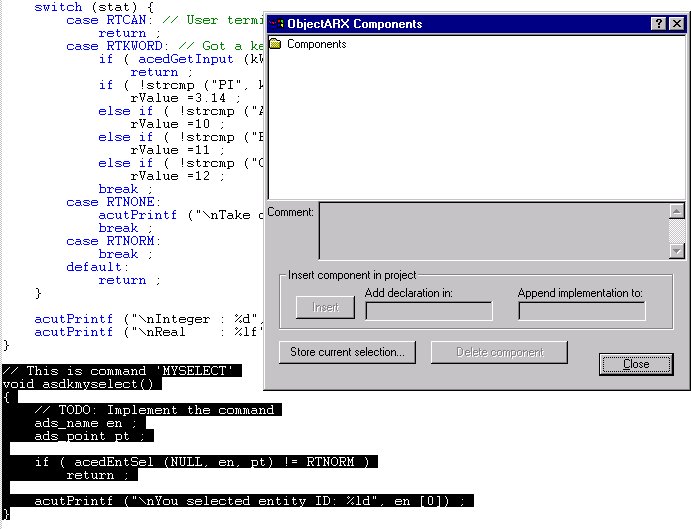 switch (stat) {
case RTCAN: // User termi
return ;
case RTKWORD: // Got a ke
if ( acedGetInput (kW
return ;
if ( !strcmp ("PI", k
rValue =3.14 ;
else if ( !strcmp ("A
rValue =10 ;
else if ( !strcmp ("B
rValue =11 ;
else if ( !strcmp ("C
rValue =12 ;
break ;
case RTNONE:
acutPrintf ("\nTake d
break ;
case RTNORM:
break ;
default:
return ;
}
acutPrintf ("\nInteger : %d",
acutPrintf ("\nReal    : %lf"
}
// This is command 'MYSELECT'
void asdkmyselect()
{
// TODO: Implement the command
ads_name en ;
ads_point pt ;
if ( acedEntSel (NULL, en, pt) != RTNORM )
return ;
acutPrintf ("\nYou selected entity ID: %ld", en [0]) ;
}
ObjectARX Components
Components
Comment:
Insert component in project
Insert
Add declaration in:
Append implementation to:
Store current selection...
Delete component
Close